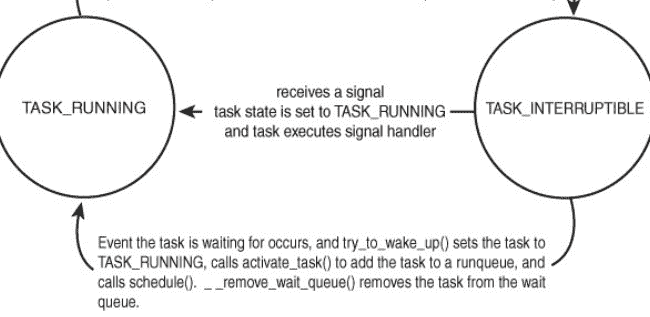 receives a signal
TASK_RUNNING
task state is set to TASK_RUNNING
TASK_INTERRUPTIBLE
and task executes signal handler
Event the task is waiting for occurs, and try_to_wake_up() sets the task to
TASK_RUNNING, calls activate_task() to add the task to a runqueue, and
calls schedule(). _ _remove_wait_queue() removes the task from the wait
queue.